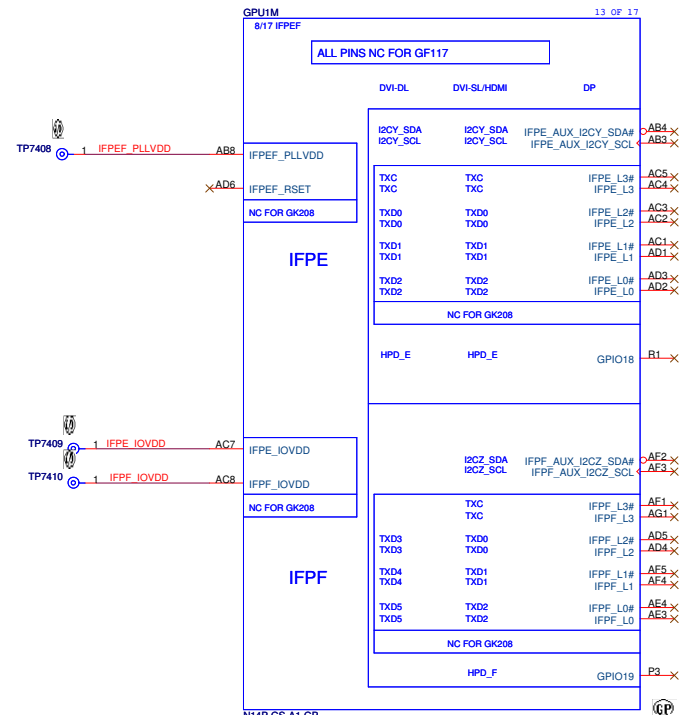 GPU1M 13 OF 17
8/17 IFPEF
ALL PINS NC FOR GF117
DVI-DL DVI-SL/HDMI DP
I2CY_SDA I2CY_SDA IFPE_AUX_I2CY_SDA# AB4
I2CY_SCL I2CY_SCL IFPE_AUX_I2CY_SCL AB3
TP7408 1 IFPEF_PLLVDD AB8 IFPEF_PLLVDD
TXC TXC IFPE_L3# AC5
TXC TXC IFPE_L3 AC4
AD6 IFPEF_RSET
NC FOR GK208
TXD0 TXD0 IFPE_L2# AC3
TXD0 TXD0 IFPE_L2 AC2
TXD1 TXD1 IFPE_L1# AC1
TXD1 TXD1 IFPE_L1 AD1
IFPE
TXD2 TXD2 IFPE_L0# AD3
TXD2 TXD2 IFPE_L0 AD2
NC FOR GK208
HPD_E HPD_E GPIO18 R1
TP7409 1 IFPE_IOVDD AC7 IFPE_IOVDD
I2CZ_SDA IFPF_AUX_I2CZ_SDA# AF2
I2CZ_SCL IFPF_AUX_I2CZ_SCL AF3
TP7410 1 IFPF_IOVDD AC8 IFPF_IOVDD
NC FOR GK208
TXC IFPF_L3# AF1
TXC IFPF_L3 AG1
TXD3 TXD0 IFPF_L2# AD5
TXD3 TXD0 IFPF_L2 AD4
IFPF
TXD4 TXD1 IFPF_L1# AF5
TXD4 TXD1 IFPF_L1 AF4
TXD5 TXD2 IFPF_L0# AE4
TXD5 TXD2 IFPF_L0 AE3
NC FOR GK208
HPD_F GPIO19 P3
GP